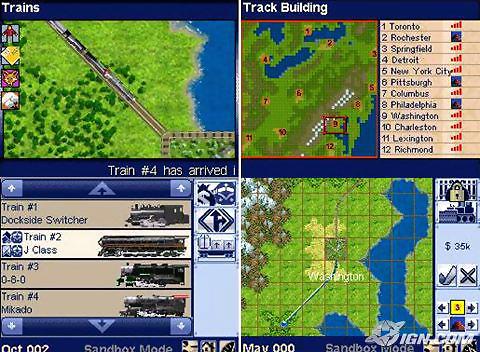 Trains
Train #4 has arrived i
Train #1
Dockside Switcher
Train #2
J Class
Train #3
0-8-0
Train #4
Mikado
Oct 002
Sandbox Mode
Track Building
1 Toronto
2 Rochester
3 Springfield
4 Detroit
5 New York City
6 Pittsburgh
7 Columbus
8 Philadelphia
9 Washington
10 Charleston
11 Lexington
12 Richmond
Washington
$ 35k
3
May 000
Sandbox Mode
IGN.COM